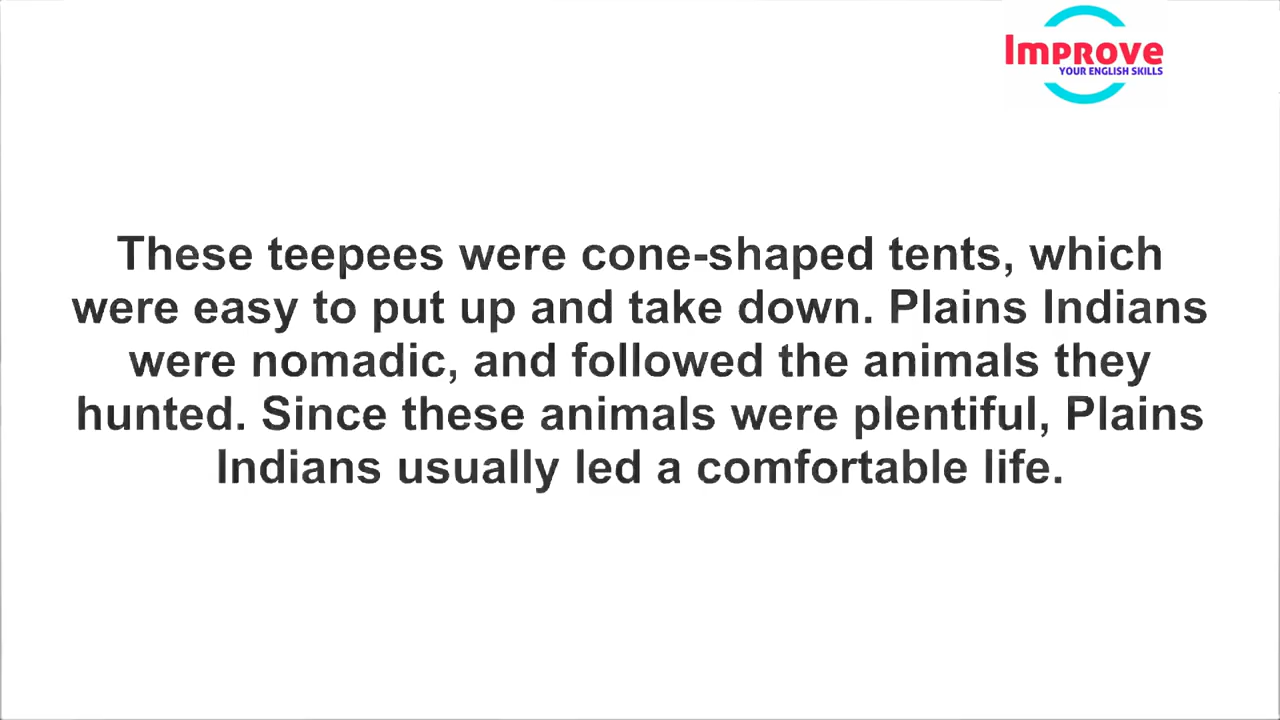 Improve
YOUR ENGLISH SKILLS
These teepees were cone-shaped tents, which
were easy to put up and take down. Plains Indians
were nomadic, and followed the animals they
hunted. Since these animals were plentiful, Plains
Indians usually led a comfortable life.